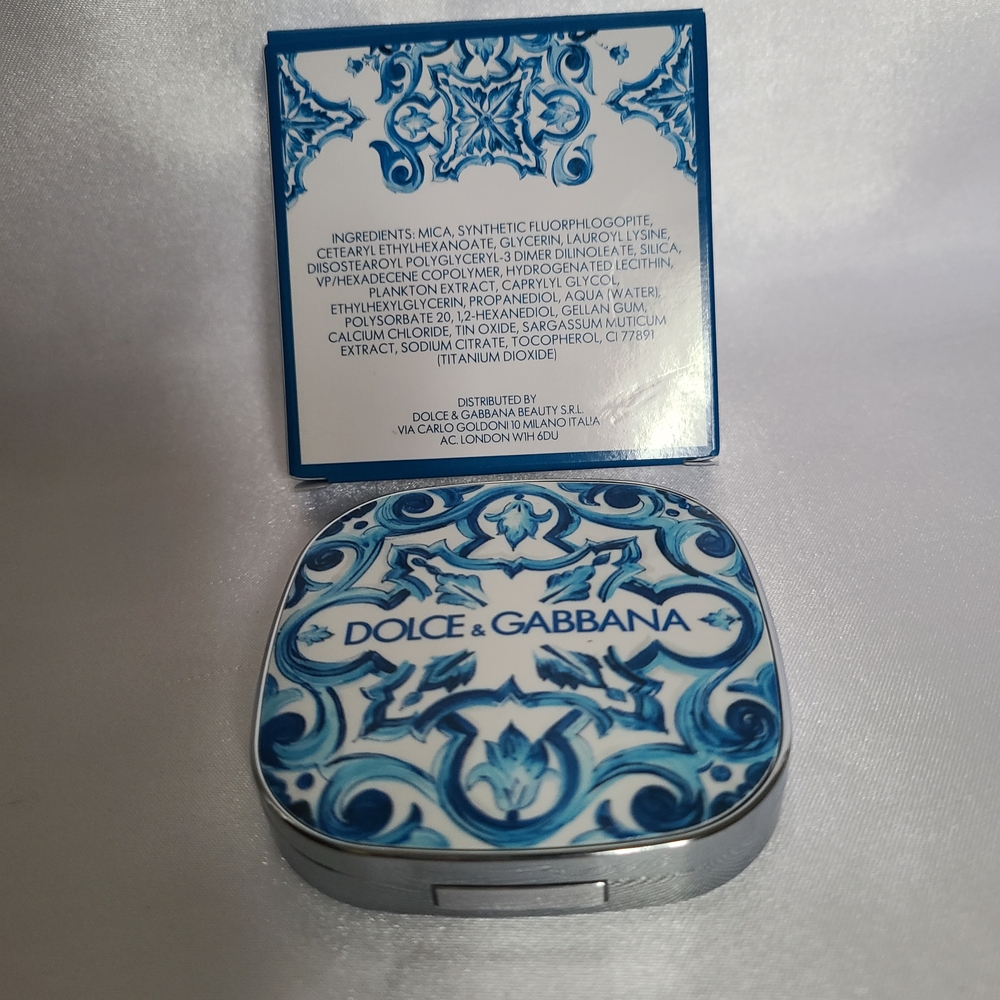 INGREDIENTS: MICA, SYNTHETIC FLUORPHLOGOPITE,
CETEARYL ETHYLHEXANOATE, GLYCERIN, LAUROYL LYSINE,
DIISOSTEAROYL POLYGLYCERYL-3 DIMER DILINOLEATE, SILICA,
VP/HEXADECENE COPOLYMER, HYDROGENATED LECITHIN,
PLANKTON EXTRACT, CAPRYLYL GLYCOL,
ETHYLHEXYLGLYCERIN, PROPANEDIOL, AQUA (WATER),
POLYSORBATE 20, 1,2-HEXANEDIOL, GELLAN GUM,
CALCIUM CHLORIDE, TIN OXIDE, SARGASSUM MUTICUM
EXTRACT, SODIUM CITRATE, TOCOPHEROL, CI 77891
(TITANIUM DIOXIDE)
DISTRIBUTED BY
DOLCE & GABBANA BEAUTY S.R.L.
VIA CARLO GOLDONI 10 MILANO ITALIA
AC. LONDON W1H 6DU
DOLCE & GABBANA